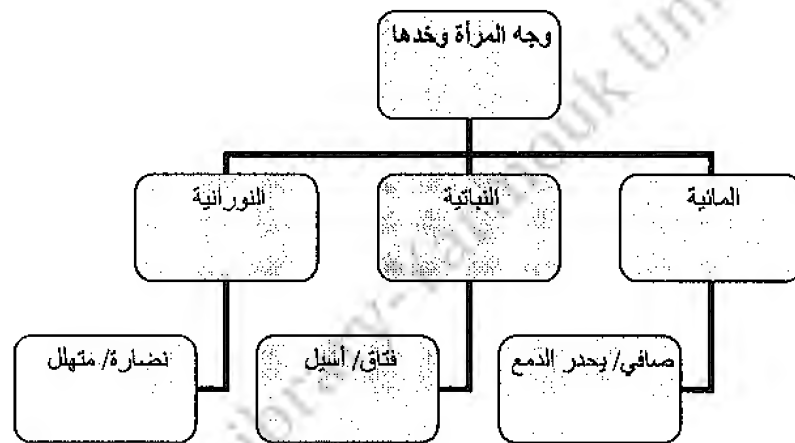 وجه المرأة وخدها
المائية
النباتية
النورانية
صافي/ يحدر الدمع
فتاق/ أسيل
نضارة/ متهلل